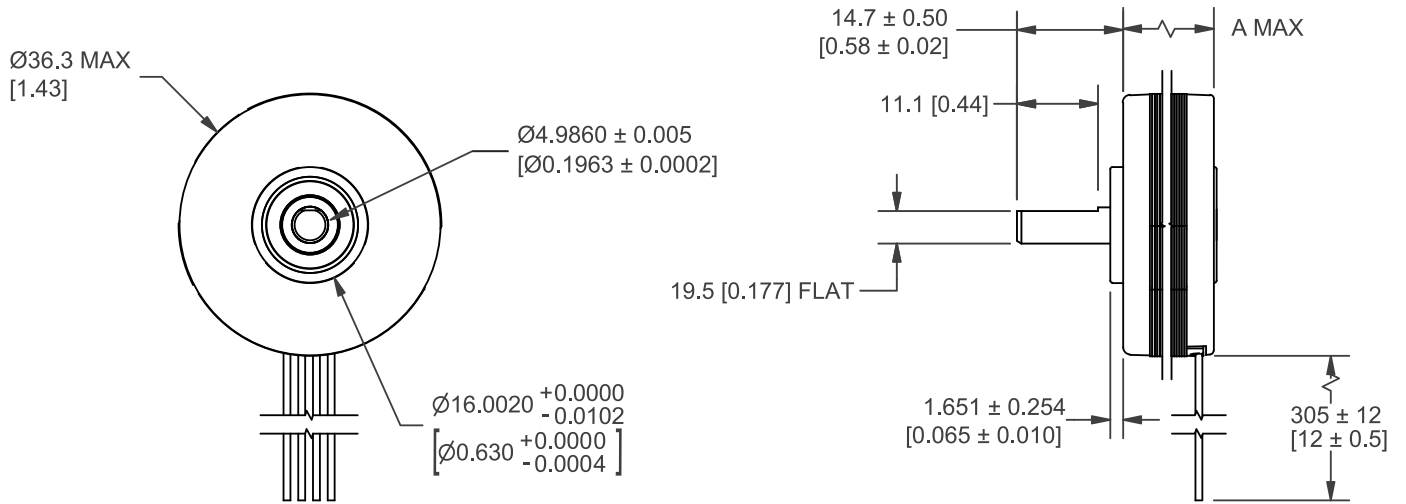 Ø36.3 MAX
[1.43]
Ø4.9860 ± 0.005
[Ø0.1963 ± 0.0002]
Ø16.0020 +0.0000
-0.0102
[Ø0.630 +0.0000
-0.0004 ]
14.7 ± 0.50
[0.58 ± 0.02]
A MAX
11.1 [0.44]
19.5 [0.177] FLAT
1.651 ± 0.254
[0.065 ± 0.010]
305 ± 12
[12 ± 0.5]